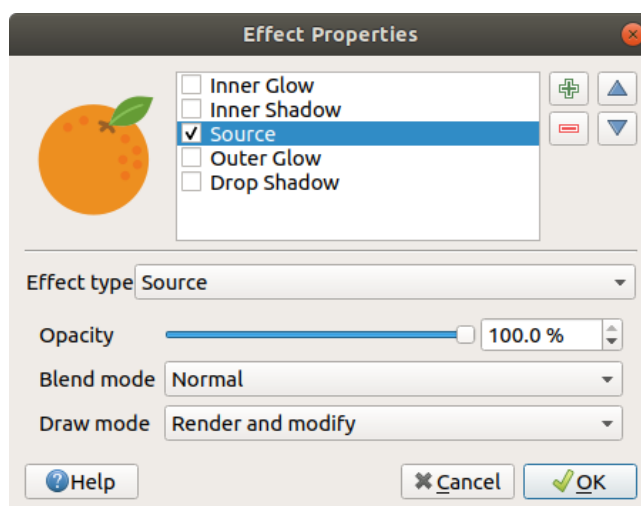 Effect Properties
Inner Glow
Inner Shadow
Source
Outer Glow
Drop Shadow
Effect type Source
Opacity 100.0 %
Blend mode Normal
Draw mode Render and modify
Help Cancel OK